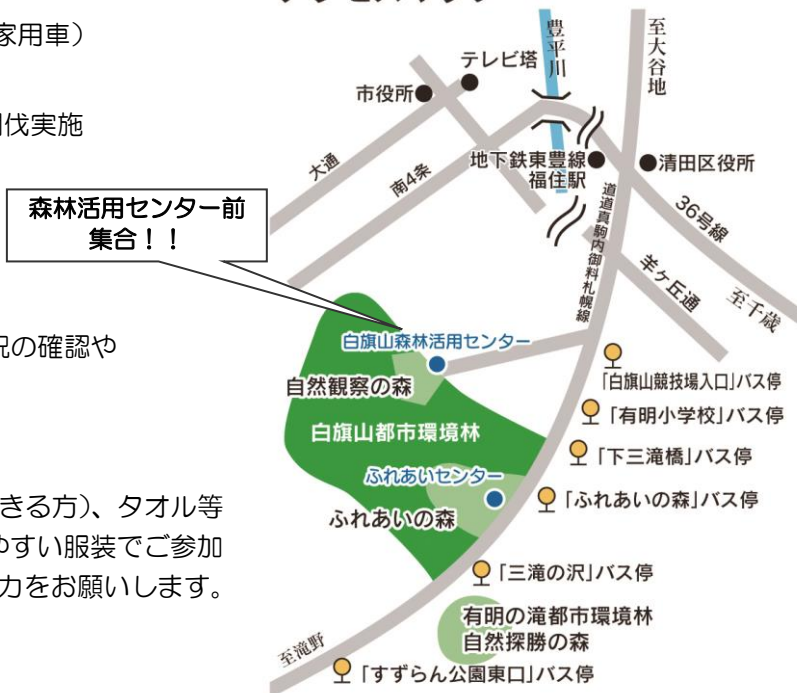 家用車)
伐実施
森林活用センター前
集合!!
況の確認や
きる方)、タオル等
やすい服装でご参加
力をお願いします。
豊平川
至大谷地
テレビ塔
市役所
大通
南4条
地下鉄東豊線
福住駅
清田区役所
道道真駒内御料札幌線
36号線
羊ケ丘通
至千歳
白旗山森林活用センター
自然観察の森
白旗山都市環境林
ふれあいセンター
ふれあいの森
「白旗山競技場入口」バス停
「有明小学校」バス停
「下三滝橋」バス停
「ふれあいの森」バス停
「三滝の沢」バス停
有明の滝都市環境林
自然探勝の森
至滝野
「すずらん公園東口」バス停